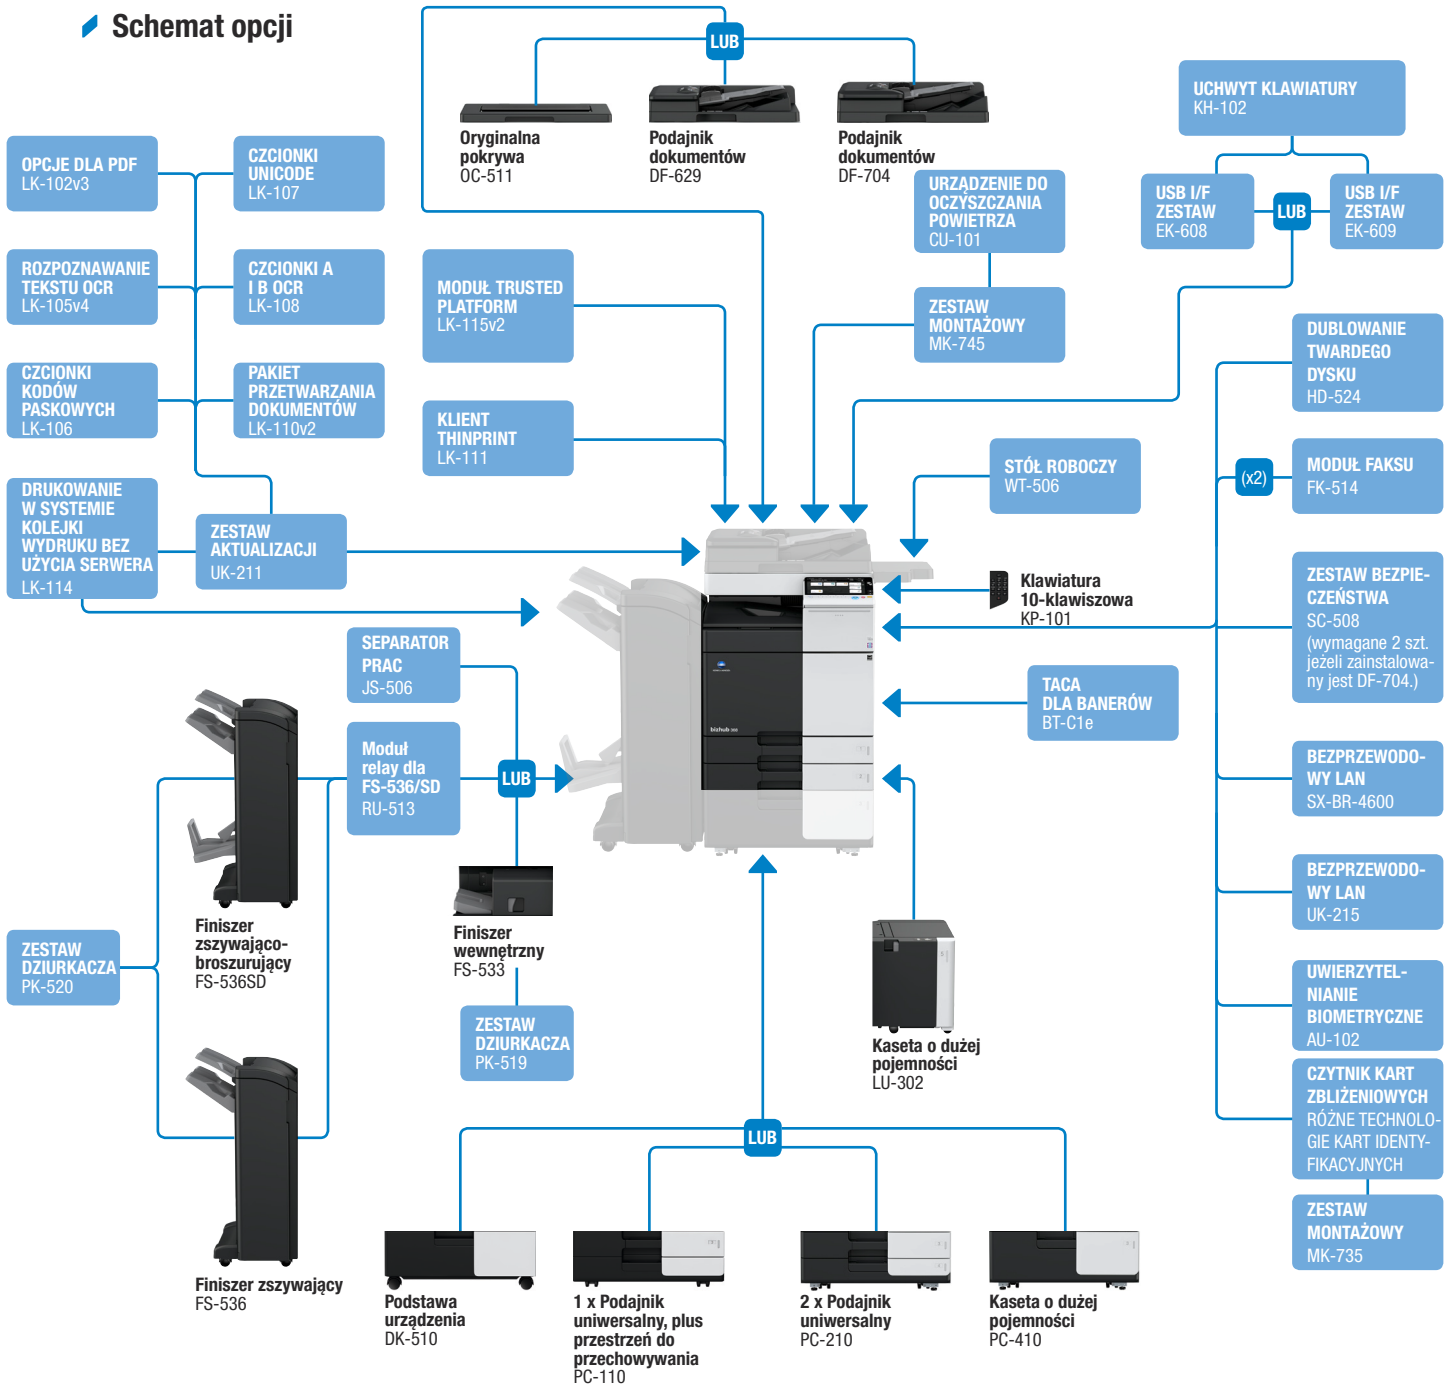 Schemat opcji
LUB
Oryginalna
pokrywa
OC-511
Podajnik
dokumentów
DF-629
Podajnik
dokumentów
DF-704
UCHWYT KLAWIATURY
KH-102
USB I/F
ZESTAW
EK-608
LUB
USB I/F
ZESTAW
EK-609
OPCJE DLA PDF
LK-102v3
CZCIONKI
UNICODE
LK-107
ROZPOZNAWANIE
TEKSTU OCR
LK-105v4
CZCIONKI A
I B OCR
LK-108
CZCIONKI
KODÓW
PASKOWYCH
LK-106
PAKIET
PRZETWARZANIA
DOKUMENTÓW
LK-110v2
DRUKOWANIE
W SYSTEMIE
KOLEJKI
WYDRUKU BEZ
UŻYCIA SERWERA
LK-114
ZESTAW
AKTUALIZACJI
UK-211
MODUŁ TRUSTED
PLATFORM
LK-115v2
KLIENT
THINPRINT
LK-111
URZĄDZENIE DO
OCZYSZCZANIA
POWIETRZA
CU-101
ZESTAW
MONTAŻOWY
MK-745
STÓŁ ROBOCZY
WT-506
Klawiatura
10-klawiszowa
KP-101
TACA
DLA BANERÓW
BT-C1e
DUBLOWANIE
TWARDEGO
DYSKU
HD-524
(x2)
MODUŁ FAKSU
FK-514
ZESTAW BEZPIE-
CZEŃSTWA
SC-508
(wymagane 2 szt.
jeżeli zainstalowa-
ny jest DF-704.)
BEZPRZEWODO-
WY LAN
SX-BR-4600
BEZPRZEWODO-
WY LAN
UK-215
UWIERZYTEL-
NIANIE
BIOMETRYCZNE
AU-102
CZYTNIK KART
ZBLIŻENIOWYCH
RÓŻNE TECHNOLO-
GIE KART IDENTY-
FIKACYJNYCH
ZESTAW
MONTAŻOWY
MK-735
SEPARATOR
PRAC
JS-506
Moduł
relay dla
FS-536/SD
RU-513
LUB
bizhub
Finiszer
zszywająco-
broszurujący
FS-536SD
ZESTAW
DZIURKACZA
PK-520
Finiszer
wewnętrzny
FS-533
ZESTAW
DZIURKACZA
PK-519
Kaseta o dużej
pojemności
LU-302
Finiszer zszywający
FS-536
LUB
Podstawa
urządzenia
DK-510
1 x Podajnik
uniwersalny, plus
przestrzeń do
przechowywania
PC-110
2 x Podajnik
uniwersalny
PC-210
Kaseta o dużej
pojemności
PC-410